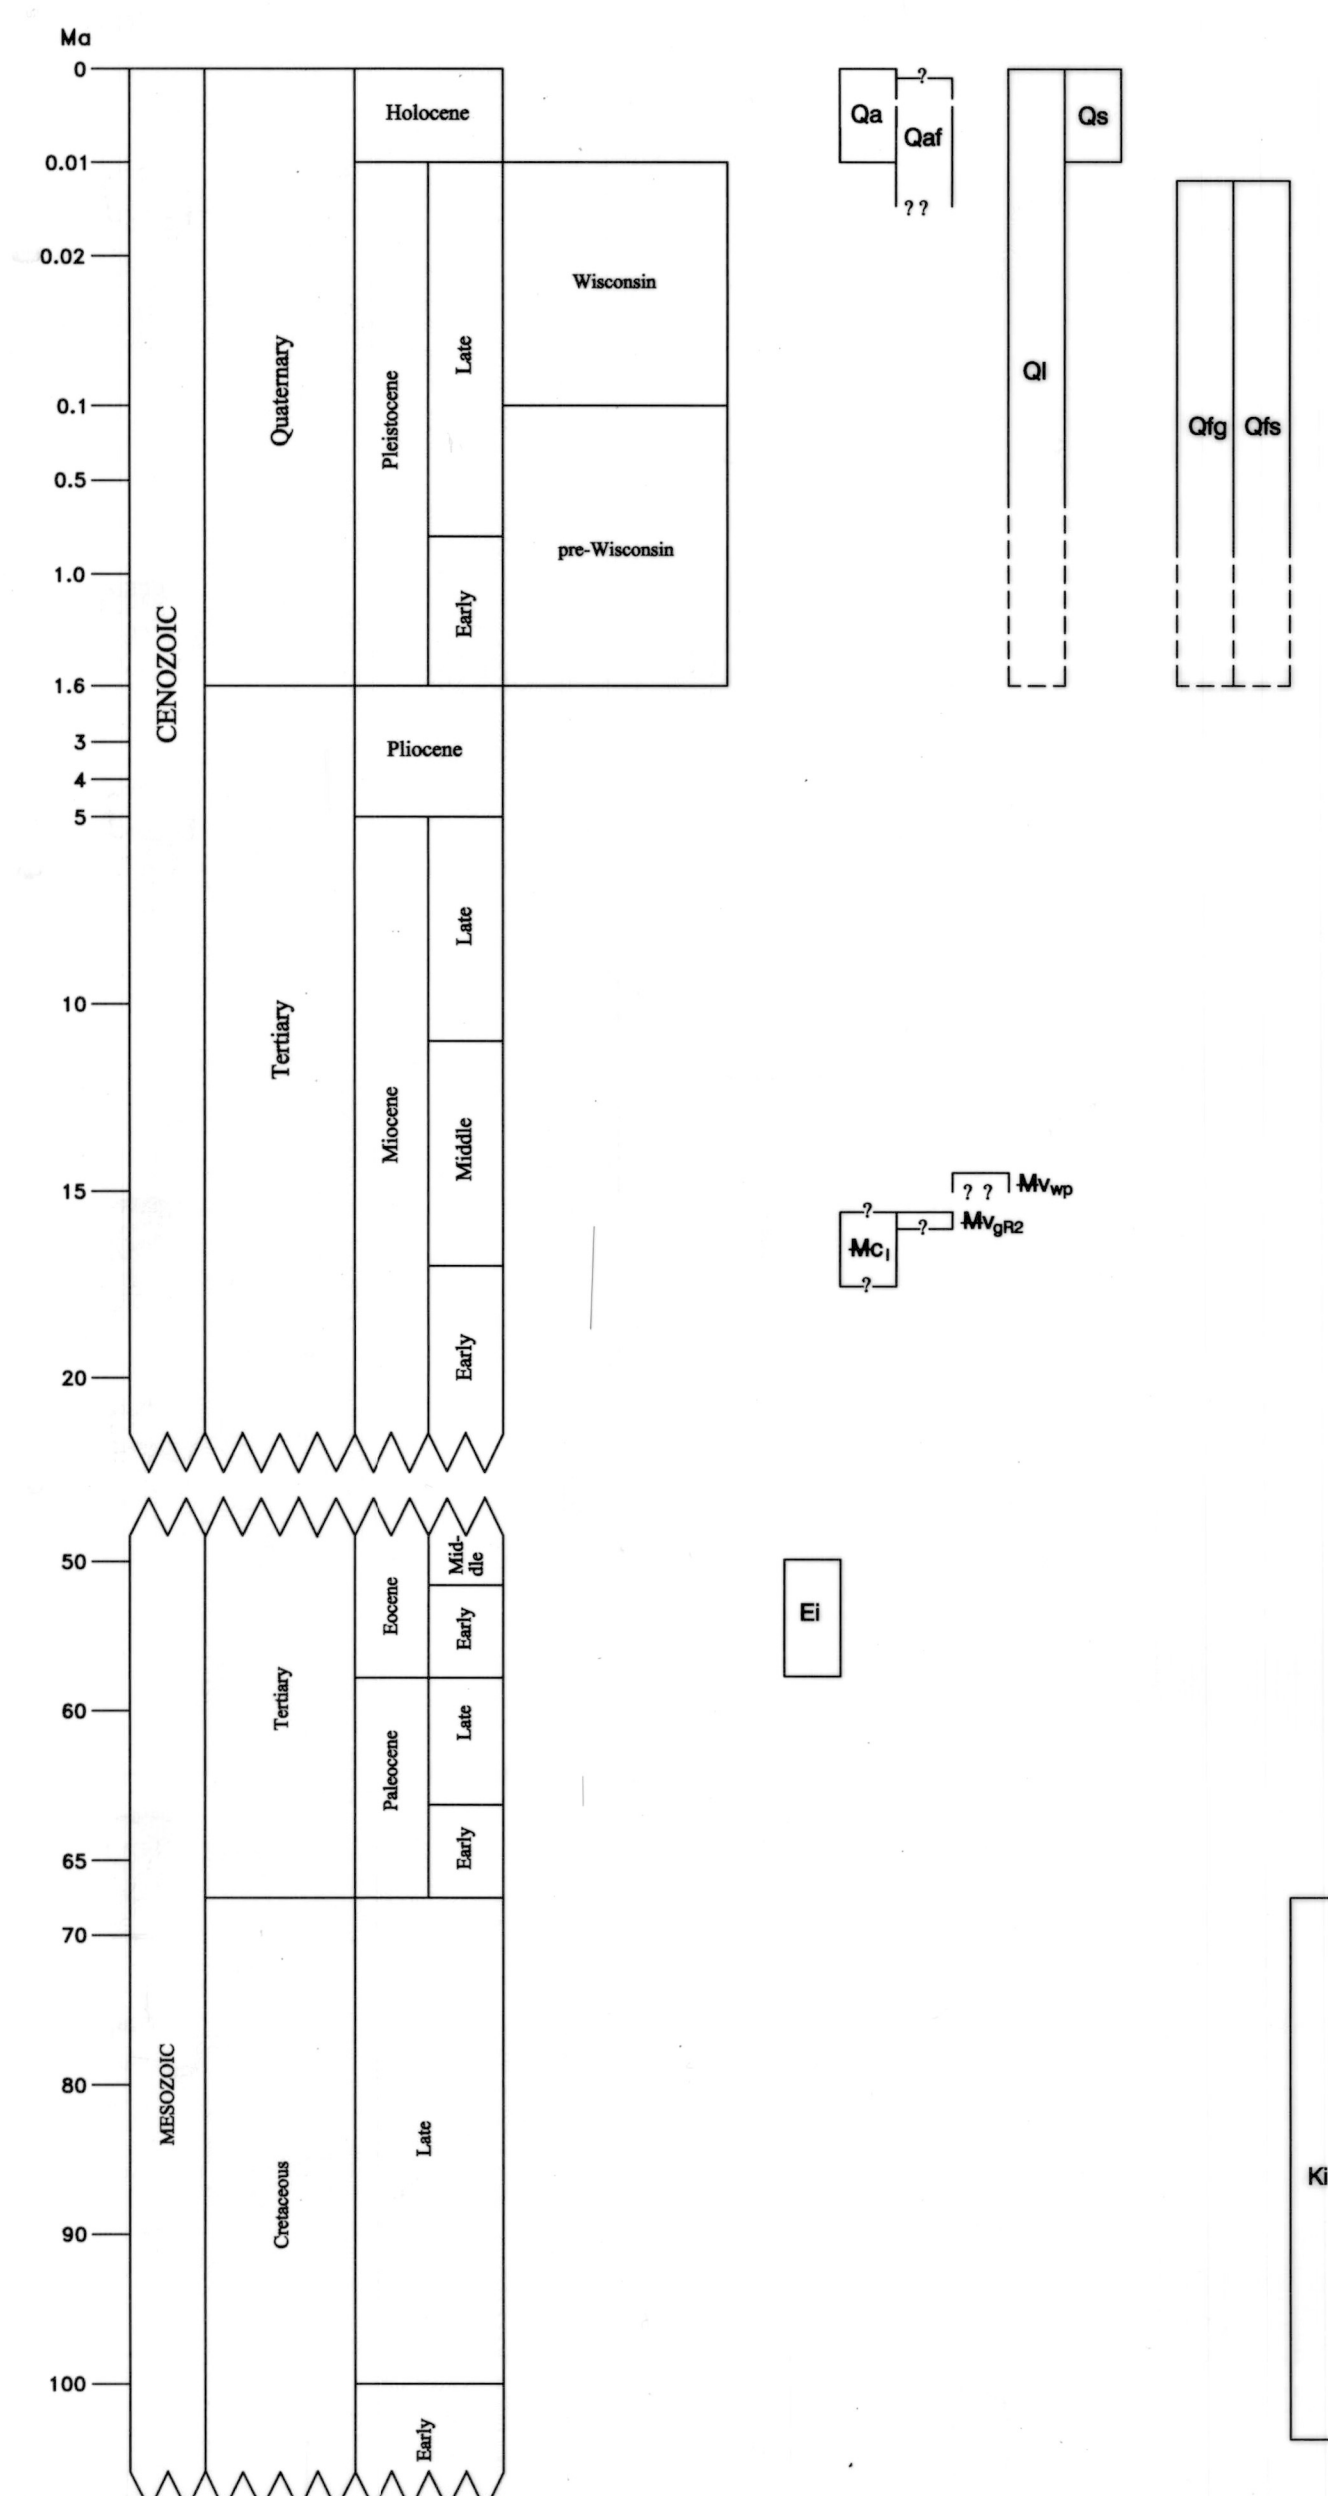 Ma
0
Holocene
Qa
?
Qaf
? ?
Qs
0.01
0.02
Wisconsin
Quaternary
Pleistocene
Late
Ql
0.1
Qfg
Qfs
0.5
pre-Wisconsin
1.0
Early
CENOZOIC
1.6
3
Pliocene
4
5
Late
10
Tertiary
Miocene
Middle
15
? ?
Mvwp
?
?
MvgR2
Mcl
?
Early
20
50
Mid-
dle
Eocene
Early
Ei
Tertiary
60
Late
Paleocene
65
Early
70
MESOZOIC
80
Late
Cretaceous
Ki
90
100
Early